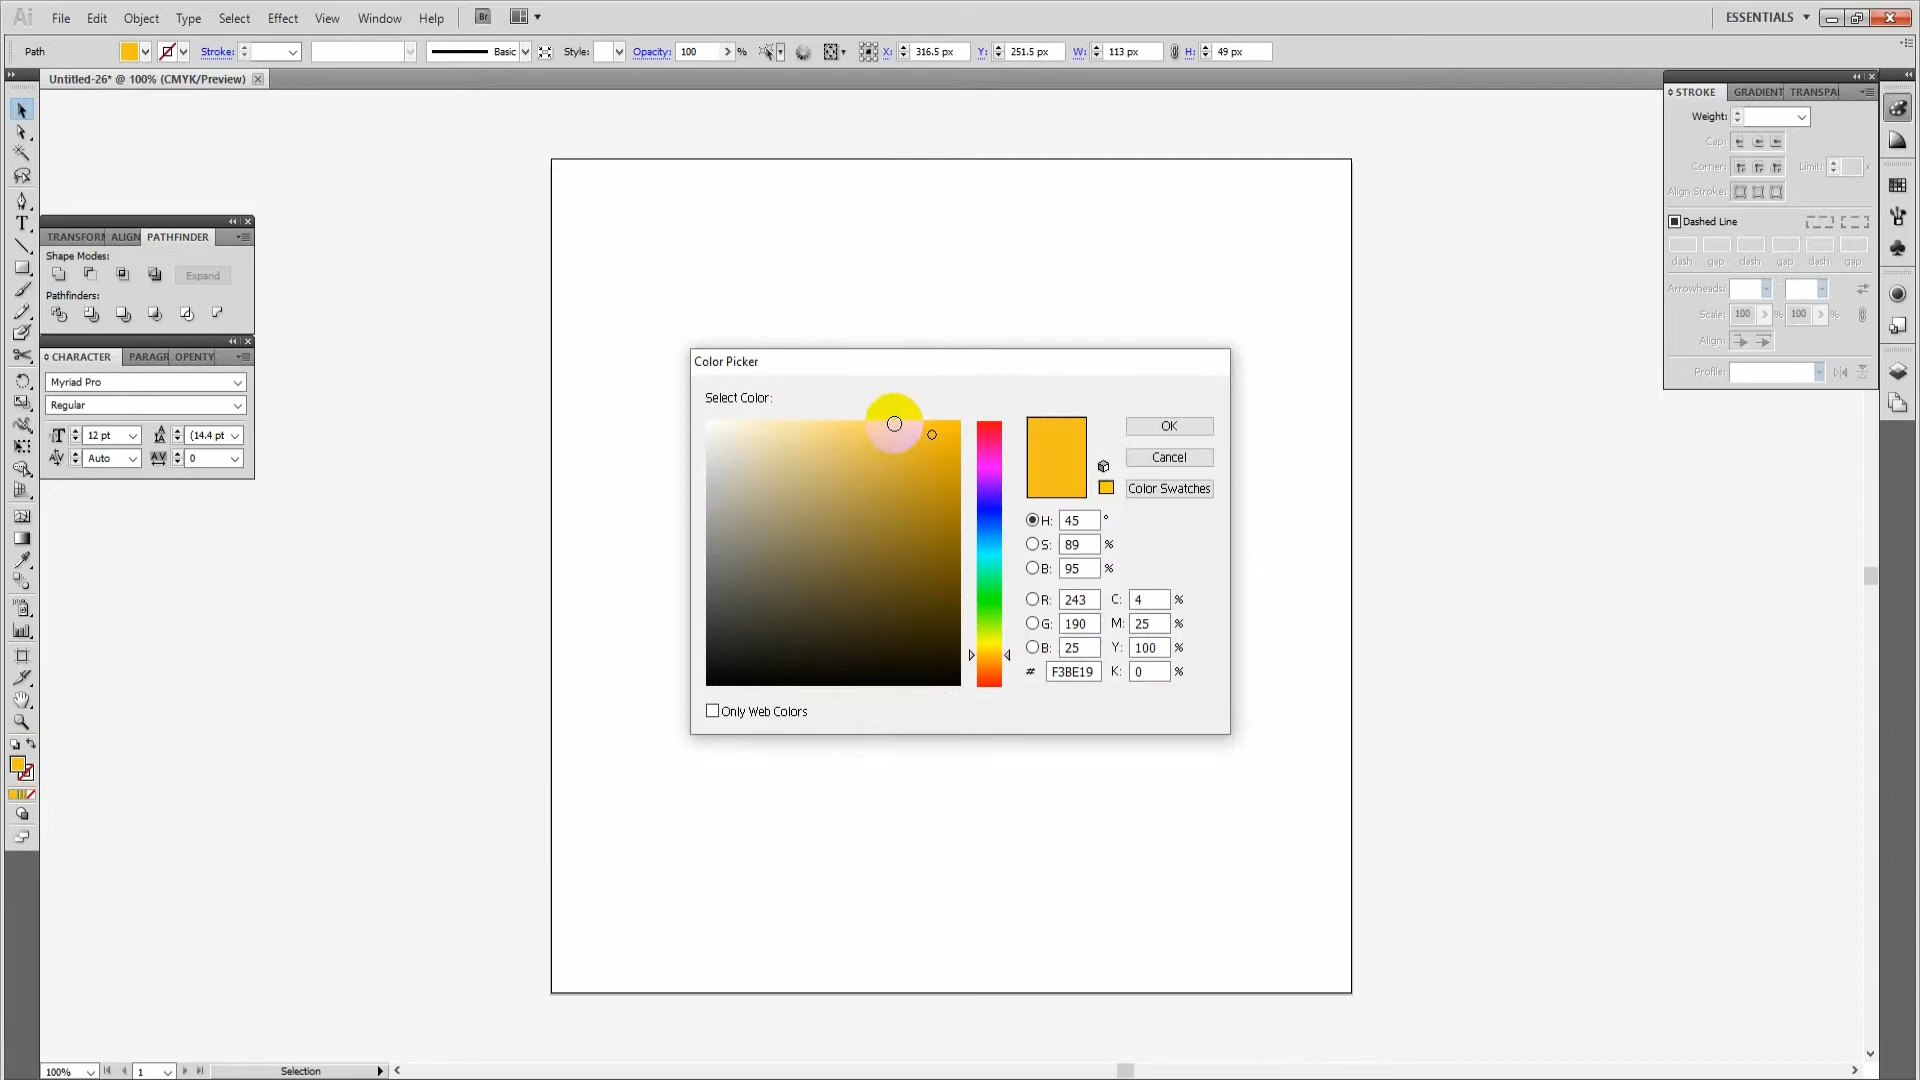 Ai File Edit Object Type Select Effect View Window Help Br ESSENTIALS
Path Stroke: Basic Style: Opacity: 100 % X: 316.5 px Y: 251.5 px W: 113 px H: 49 px
Untitled-26* @ 100% (CMYK/Preview)
STROKE GRADIENT TRANSPA
Weight:
Cap:
Corner: Limit: x
Align Stroke:
Dashed Line
dash gap dash gap dash gap
Arrowheads:
Scale: 100 % 100 %
Align:
Profile:
TRANSFORM ALIGN PATHFINDER
Shape Modes:
Expand
Pathfinders:
CHARACTER PARAGR OPENTY
Myriad Pro
Regular
12 pt (14.4 pt
Auto 0
Color Picker
Select Color:
OK
Cancel
Color Swatches
H: 45 °
S: 89 %
B: 95 %
R: 243 C: 4 %
G: 190 M: 25 %
B: 25 Y: 100 %
# F3BE19 K: 0 %
Only Web Colors
100% 1 Selection